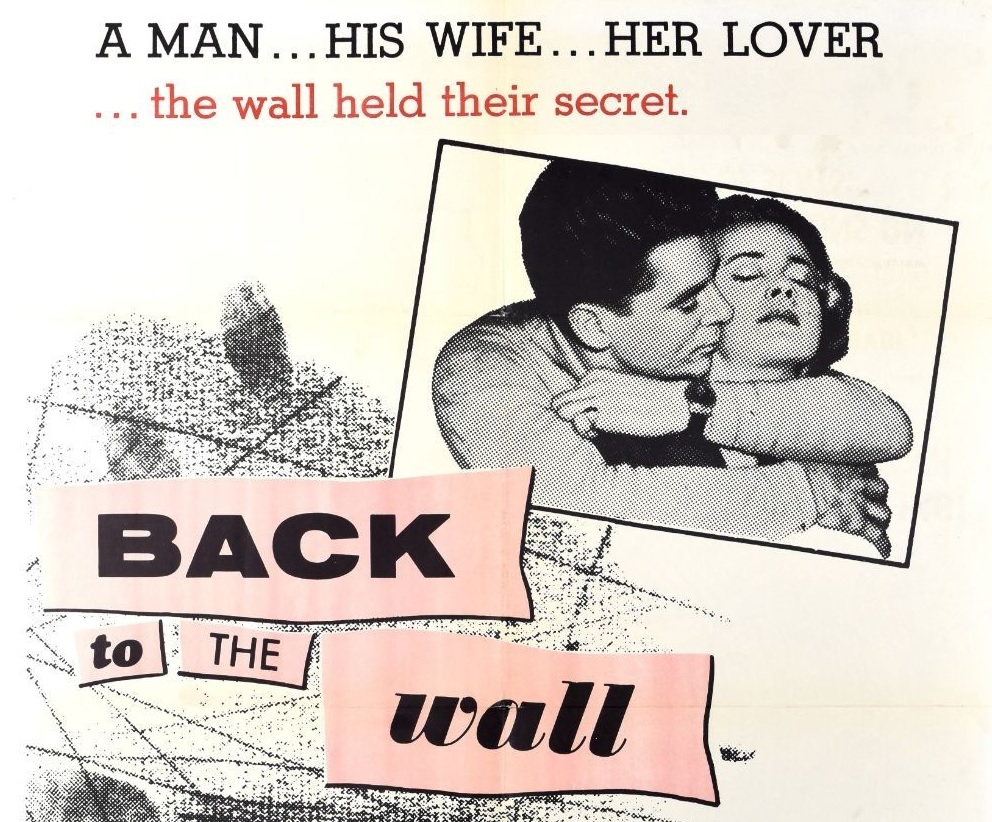 A MAN...HIS WIFE...HER LOVER
...the wall held their secret.
BACK
to THE
wall